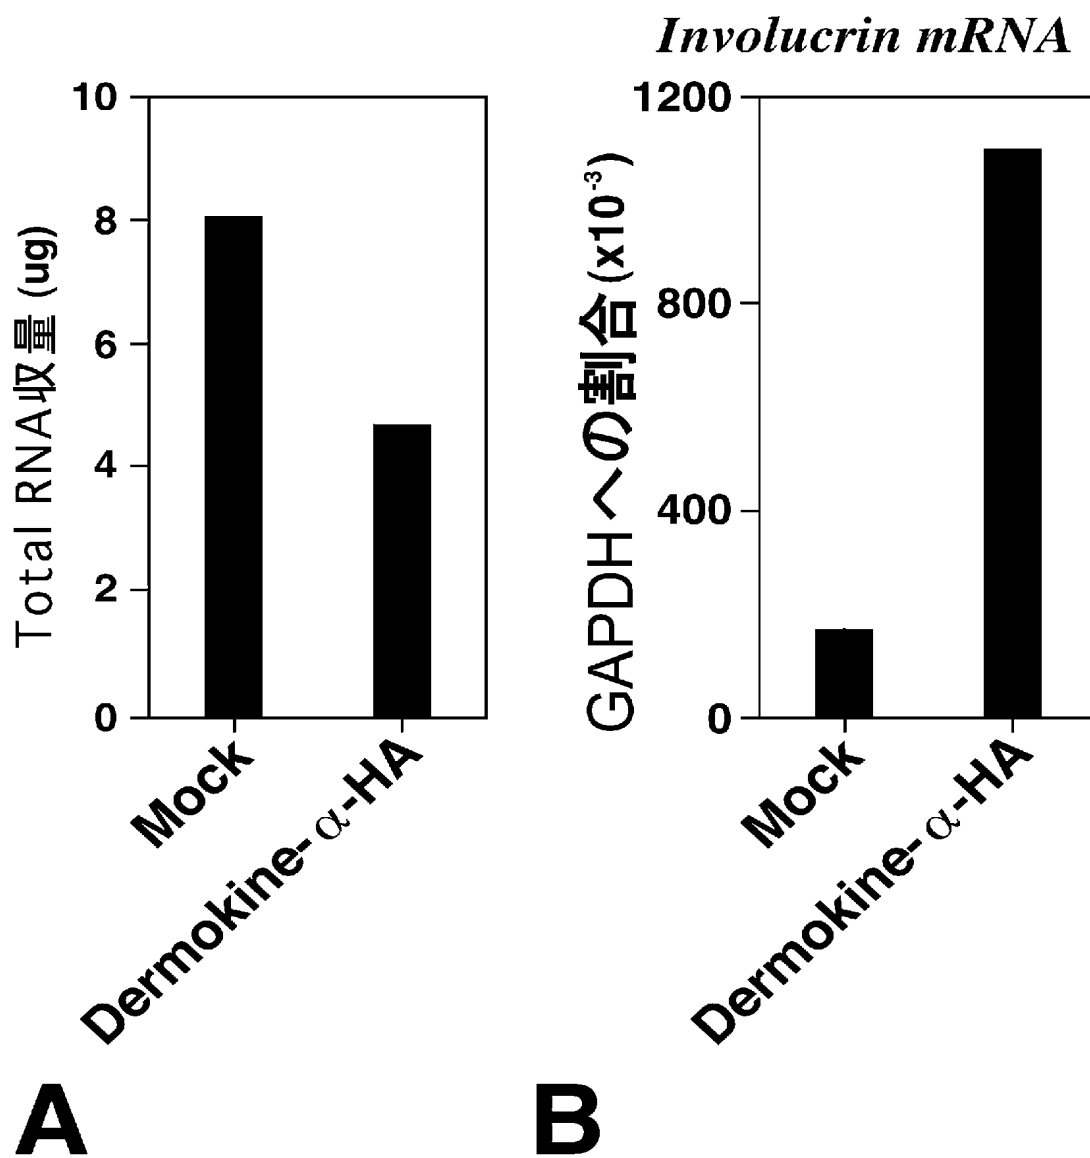 Total RNA収量 (ug)
10
8
6
4
2
0
Mock
Dermokine-α-HA
A
Involucrin mRNA
GAPDHへの割合 (x10⁻³)
1200
800
400
0
Mock
Dermokine-α-HA
B